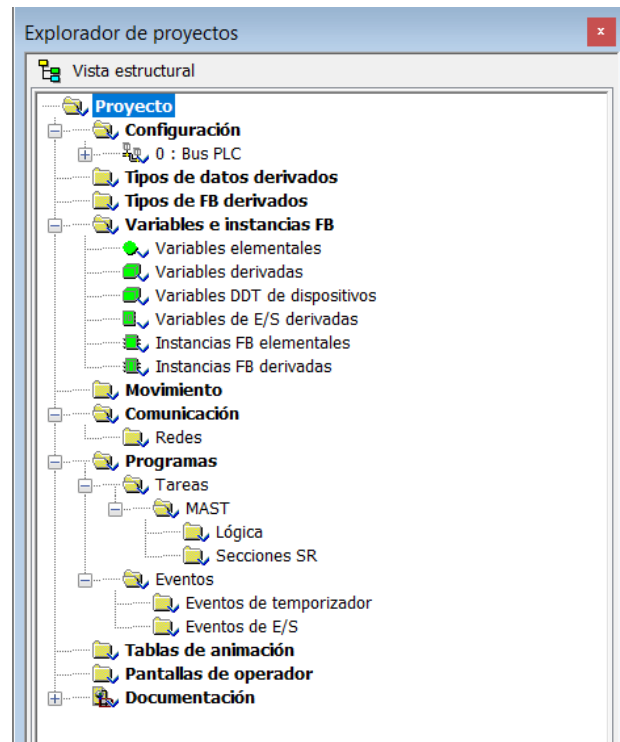 Explorador de proyectos
x
Vista estructural
Proyecto
Configuración
0 : Bus PLC
Tipos de datos derivados
Tipos de FB derivados
Variables e instancias FB
Variables elementales
Variables derivadas
Variables DDT de dispositivos
Variables de E/S derivadas
Instancias FB elementales
Instancias FB derivadas
Movimiento
Comunicación
Redes
Programas
Tareas
MAST
Lógica
Secciones SR
Eventos
Eventos de temporizador
Eventos de E/S
Tablas de animación
Pantallas de operador
Documentación